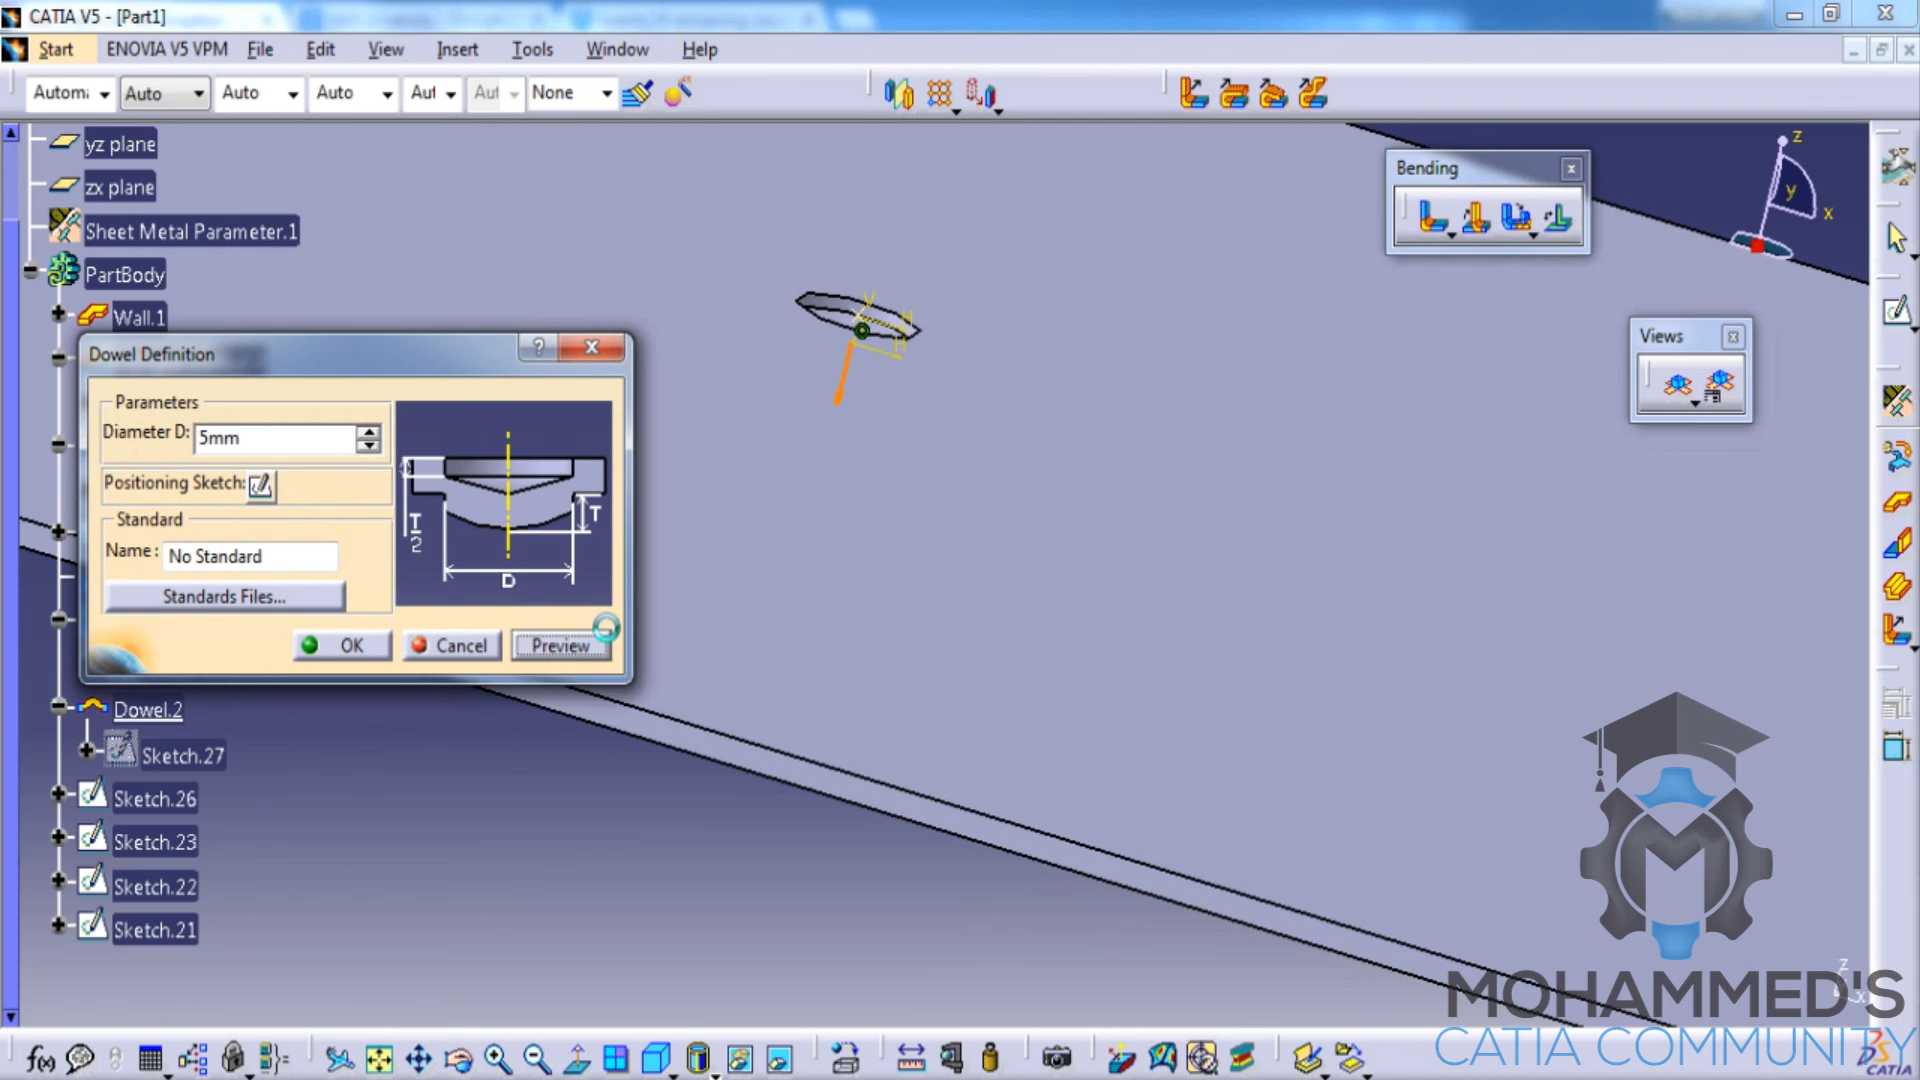 CATIA V5 - [Part1]
Start ENOVIA V5 VPM File Edit View Insert Tools Window Help
Auto Auto Auto Aut Aut None
yz plane
zx plane
Sheet Metal Parameter.1
PartBody
Wall.1
Dowel Definition
?
Parameters
Diameter D: 5mm
Positioning Sketch:
Standard
Name : No Standard
Standards Files...
OK Cancel Preview
T
2
T
D
Dowel.2
Sketch.27
Sketch.26
Sketch.23
Sketch.22
Sketch.21
V
H
H
Bending
Views
z
y
x
z
x
MOHAMMED'S
CATIA COMMUNITY
f(x)
CATIA